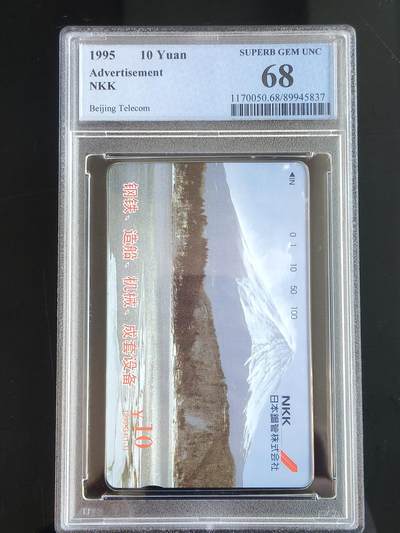 1995 10 Yuan
Advertisement
NKK
Beijing Telecom
SUPERB GEM UNC
68
1170050.68/89945837
IN
0 1 10 50 100
NKK
日本鋼管株式会社
钢铁、造船、机械、成套设备
¥10